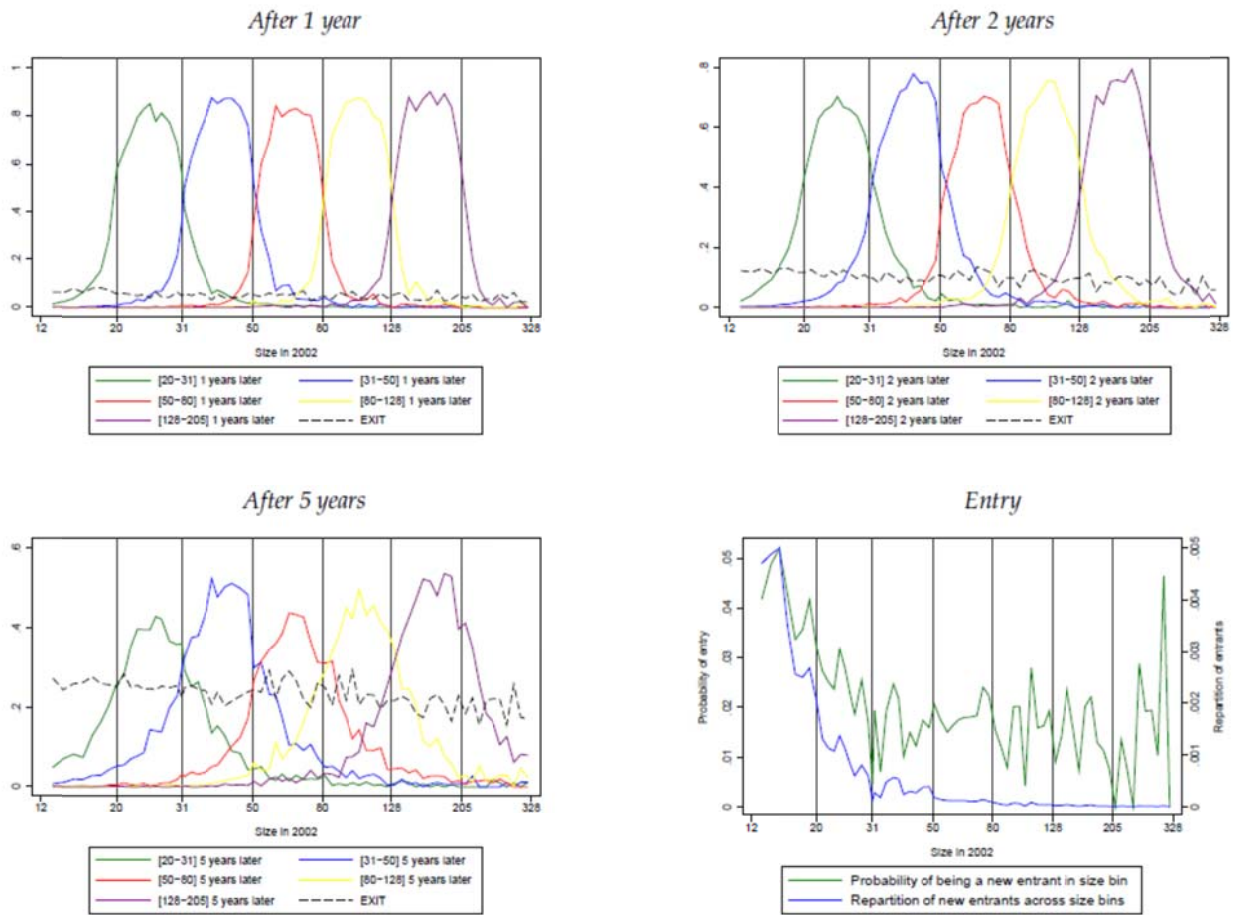 After 1 year
1
.8
.6
.4
.2
0
12 20 31 50 80 128 205 328
Size in 2002
[20-31] 1 years later [31-50] 1 years later
[50-80] 1 years later [80-128] 1 years later
[128-205] 1 years later EXIT
After 2 years
.8
.6
.4
.2
0
12 20 31 50 80 128 205 328
Size in 2002
[20-31] 2 years later [31-50] 2 years later
[50-80] 2 years later [80-128] 2 years later
[128-205] 2 years later EXIT
After 5 years
.6
.4
.2
0
12 20 31 50 80 128 205 328
Size in 2002
[20-31] 5 years later [31-50] 5 years later
[50-80] 5 years later [80-128] 5 years later
[128-205] 5 years later EXIT
Entry
Probability of entry
.05
.04
.03
.02
.01
0
.005
.004
.003
.002
.001
0
Repartition of entrants
12 20 31 50 80 128 205 328
Size in 2002
Probability of being a new entrant in size bin
Repartition of new entrants across size bins